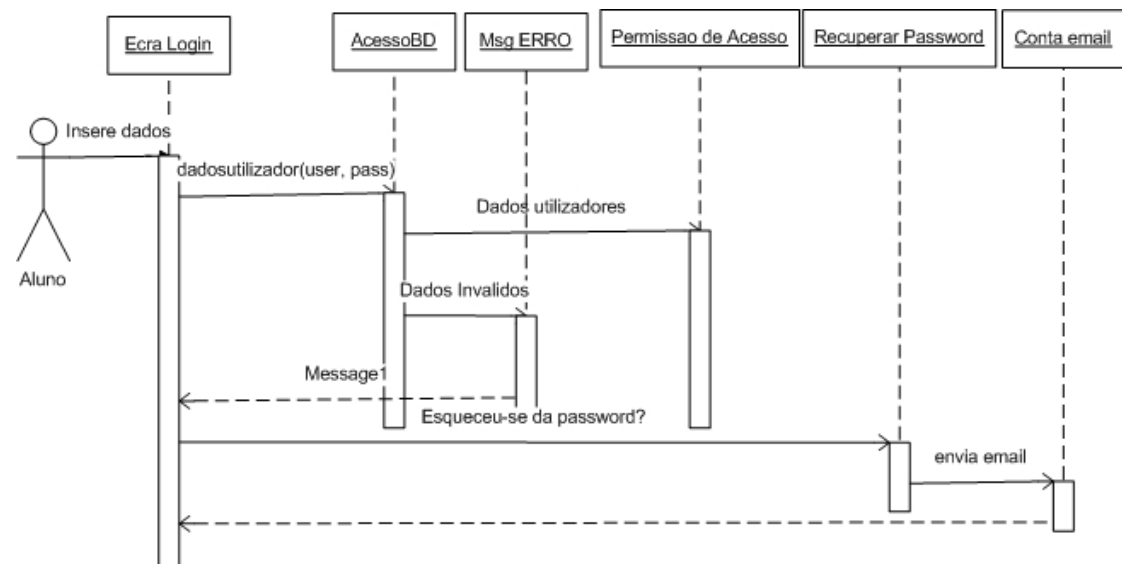 Ecra Login
AcessoBD
Msg ERRO
Permissao de Acesso
Recuperar Password
Conta email
Insere dados
dadosutilizador(user, pass)
Dados utilizadores
Aluno
Dados Invalidos
Message1
Esqueceu-se da password?
envia email